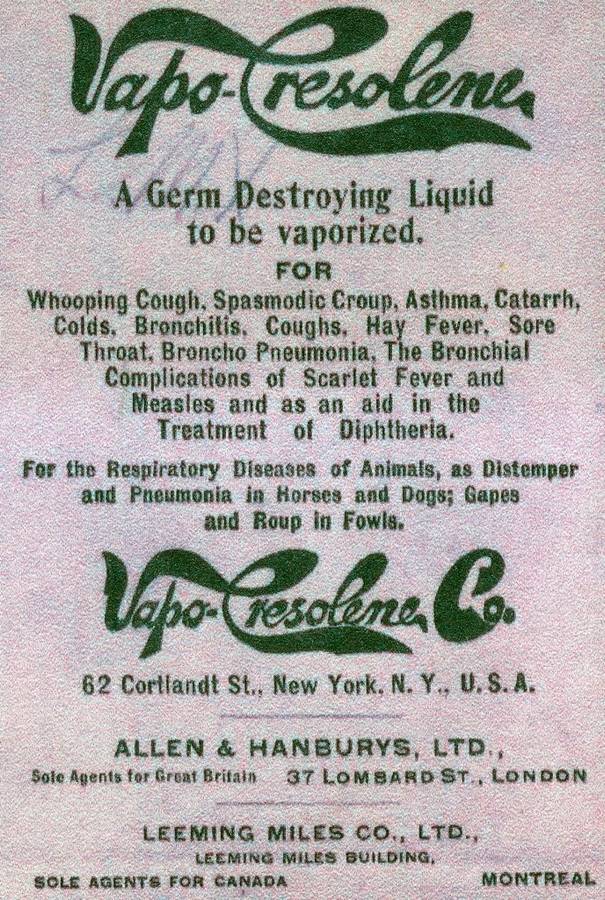 Vapo-Cresolene.
A Germ Destroying Liquid
to be vaporized.
FOR
Whooping Cough, Spasmodic Croup, Asthma, Catarrh,
Colds, Bronchitis, Coughs, Hay Fever, Sore
Throat, Broncho Pneumonia, The Bronchial
Complications of Scarlet Fever and
Measles and as an aid in the
Treatment of Diphtheria.
For the Respiratory Diseases of Animals, as Distemper
and Pneumonia in Horses and Dogs; Gapes
and Roup in Fowls.
Vapo-Cresolene Co.
62 Cortlandt St., New York, N. Y., U.S.A.
ALLEN & HANBURYS, LTD.,
Sole Agents for Great Britain 37 LOMBARD ST., LONDON
LEEMING MILES CO., LTD.,
LEEMING MILES BUILDING,
SOLE AGENTS FOR CANADA MONTREAL